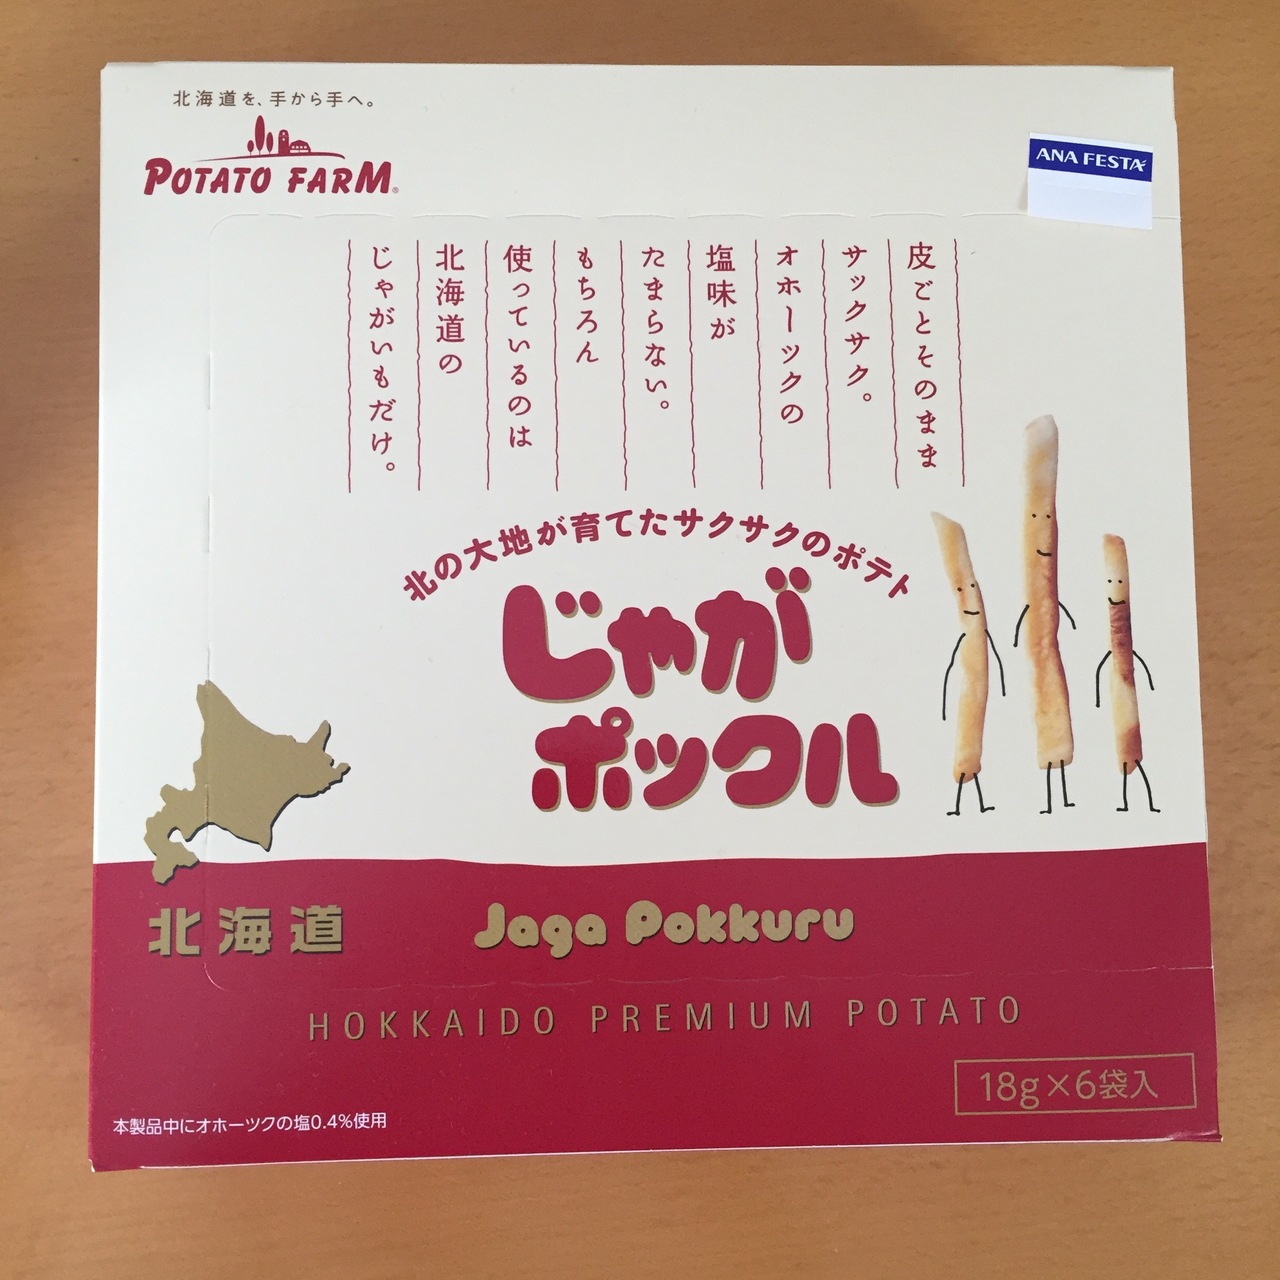 北海道を、手から手へ。
POTATO FARM®
ANA FESTA
皮ごとそのまま
サックサク。
オホーツクの
塩味が
たまらない。
もちろん
使っているのは
北海道の
じゃがいもだけ。
北の大地が育てたサクサクのポテト
じゃが
ポックル
北海道
Jaga Pokkuru
HOKKAIDO PREMIUM POTATO
18g×6袋入
本製品中にオホーツクの塩0.4%使用